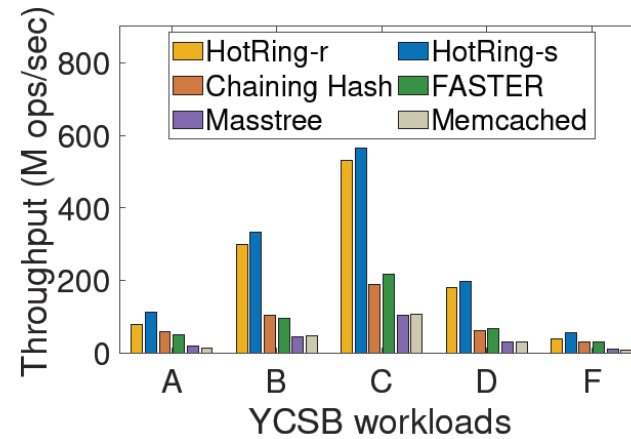 Throughput (M ops/sec)
800
600
400
200
0
HotRing-r HotRing-s
Chaining Hash FASTER
Masstree Memcached
A B C D F
YCSB workloads